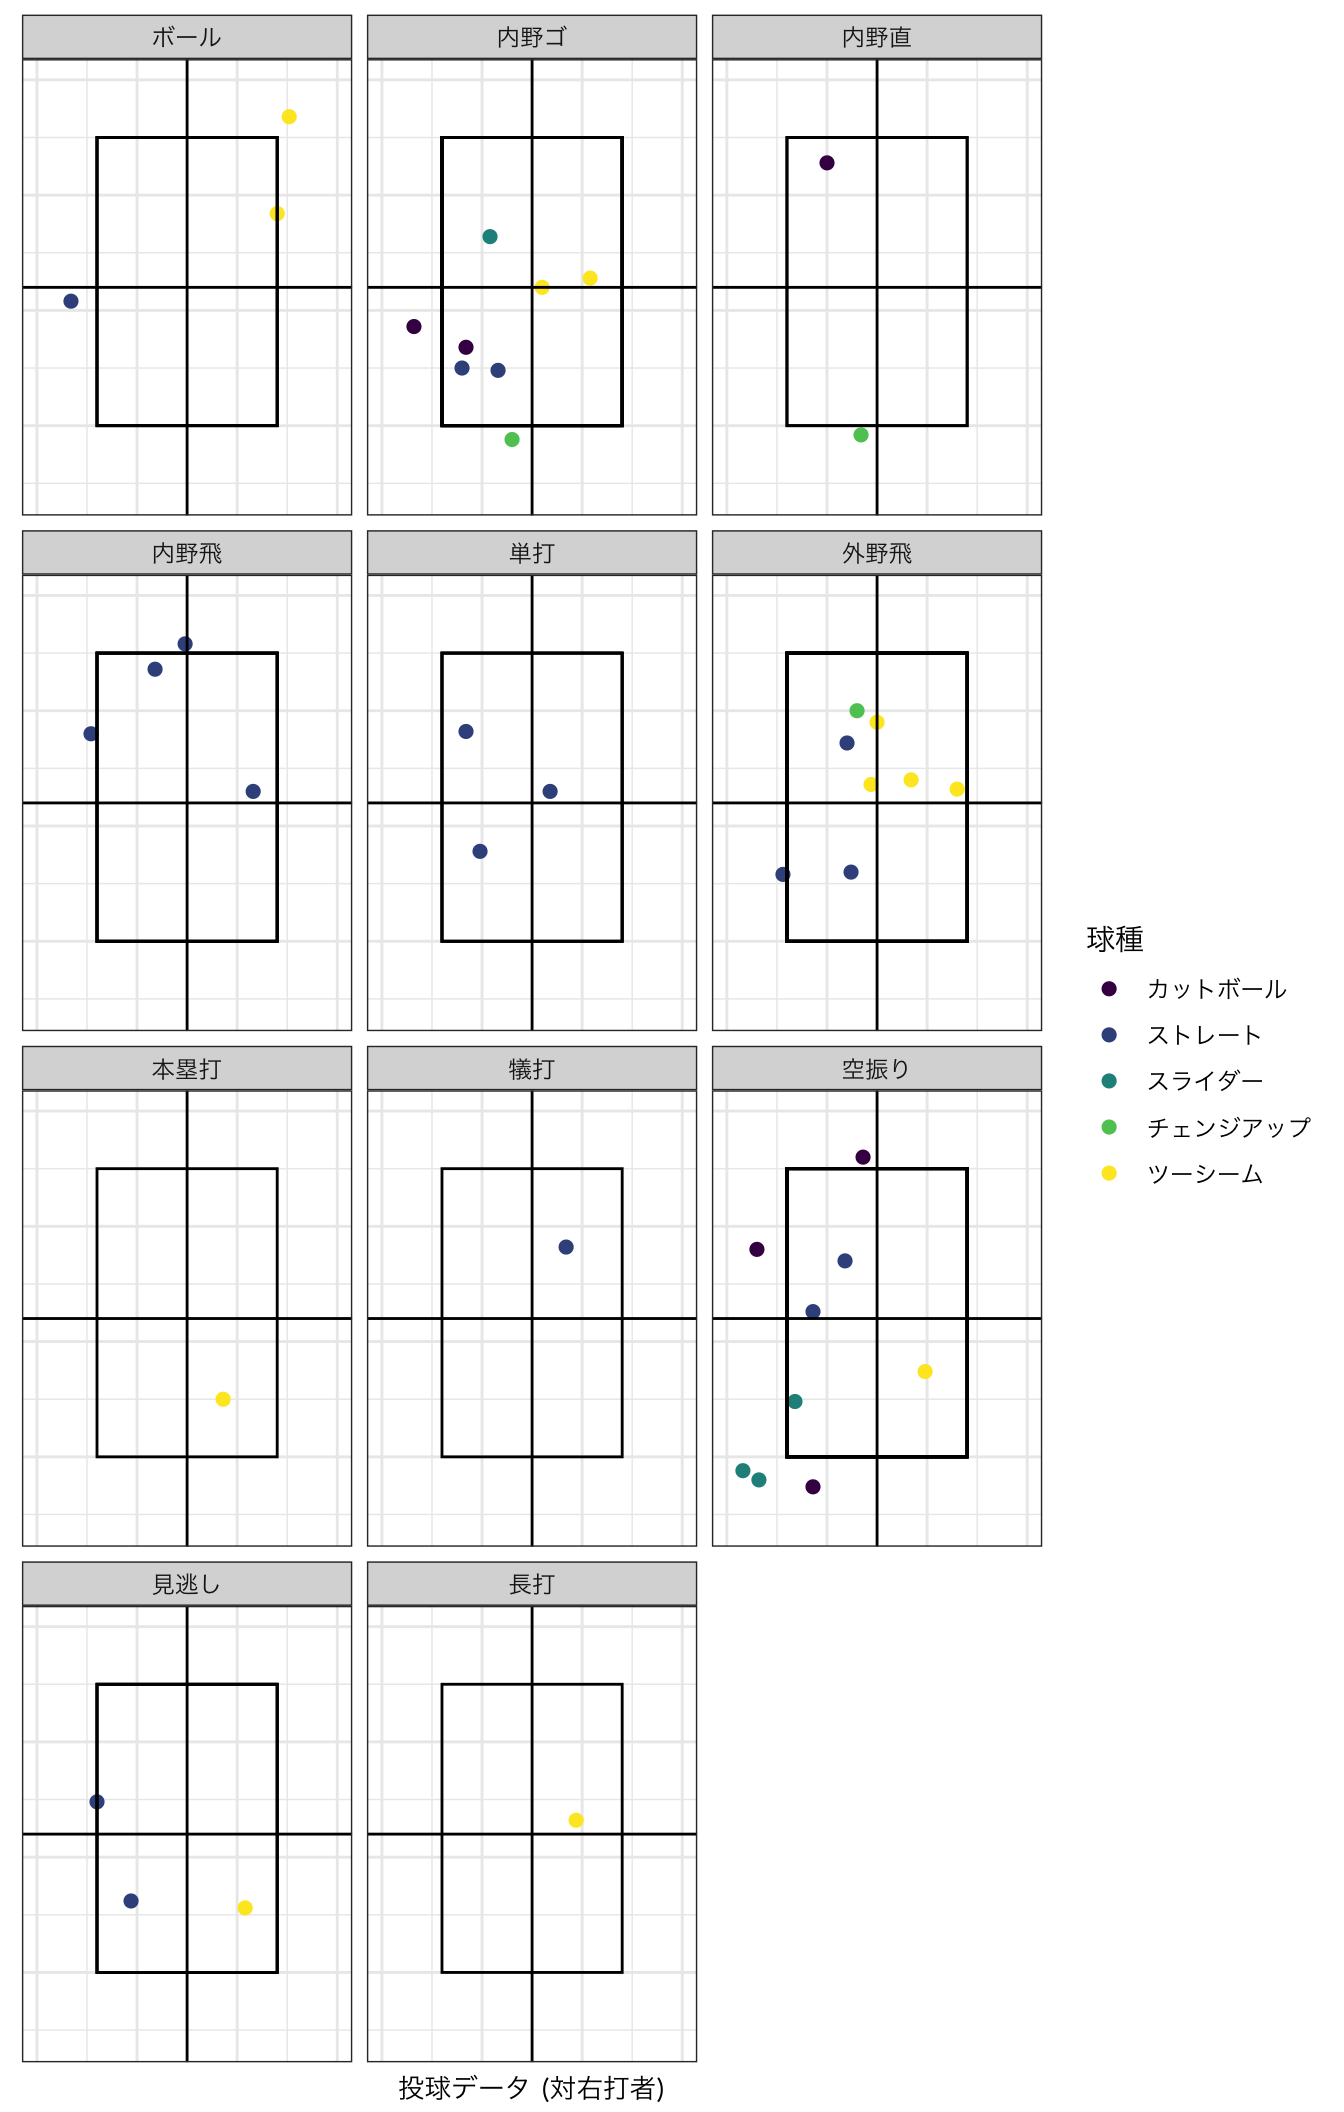 ボール
内野ゴ
内野直
内野飛
単打
外野飛
本塁打
犠打
空振り
見逃し
長打
球種
カットボール
ストレート
スライダー
チェンジアップ
ツーシーム
投球データ (対右打者)